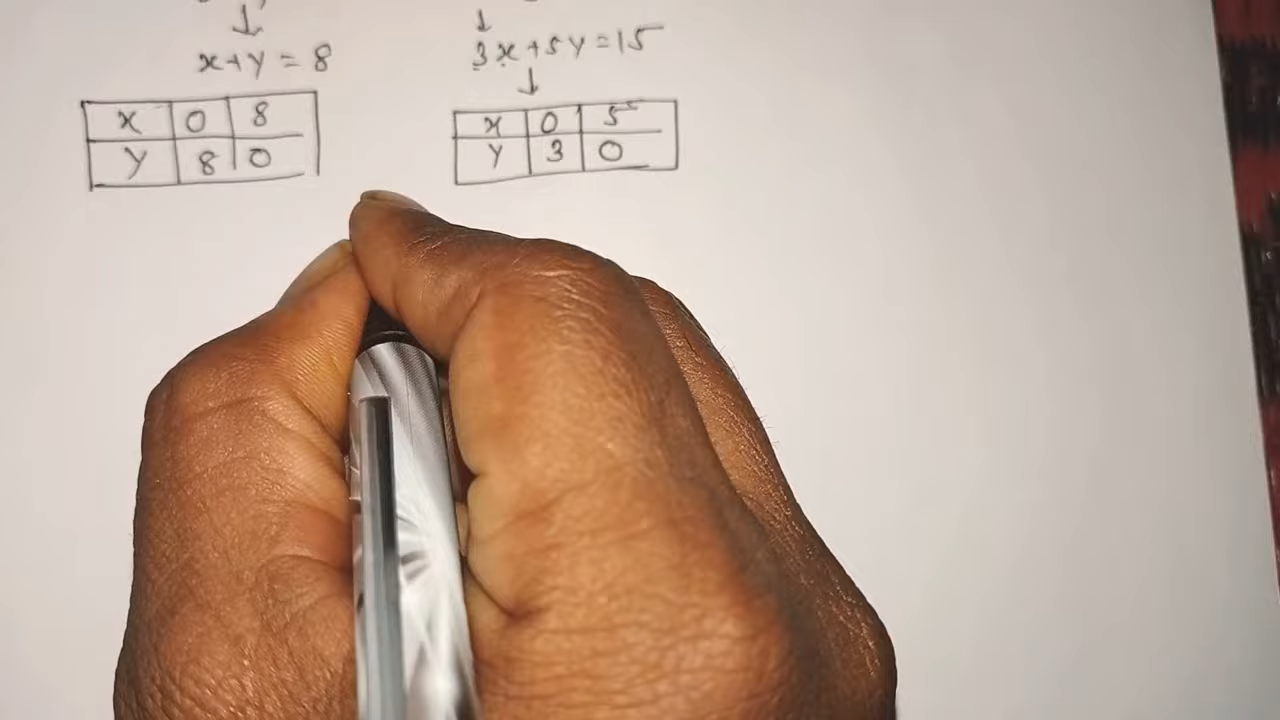 x+y = 8
3x+5y=15
x 0 8
y 8 0
x 0 5
y 3 0